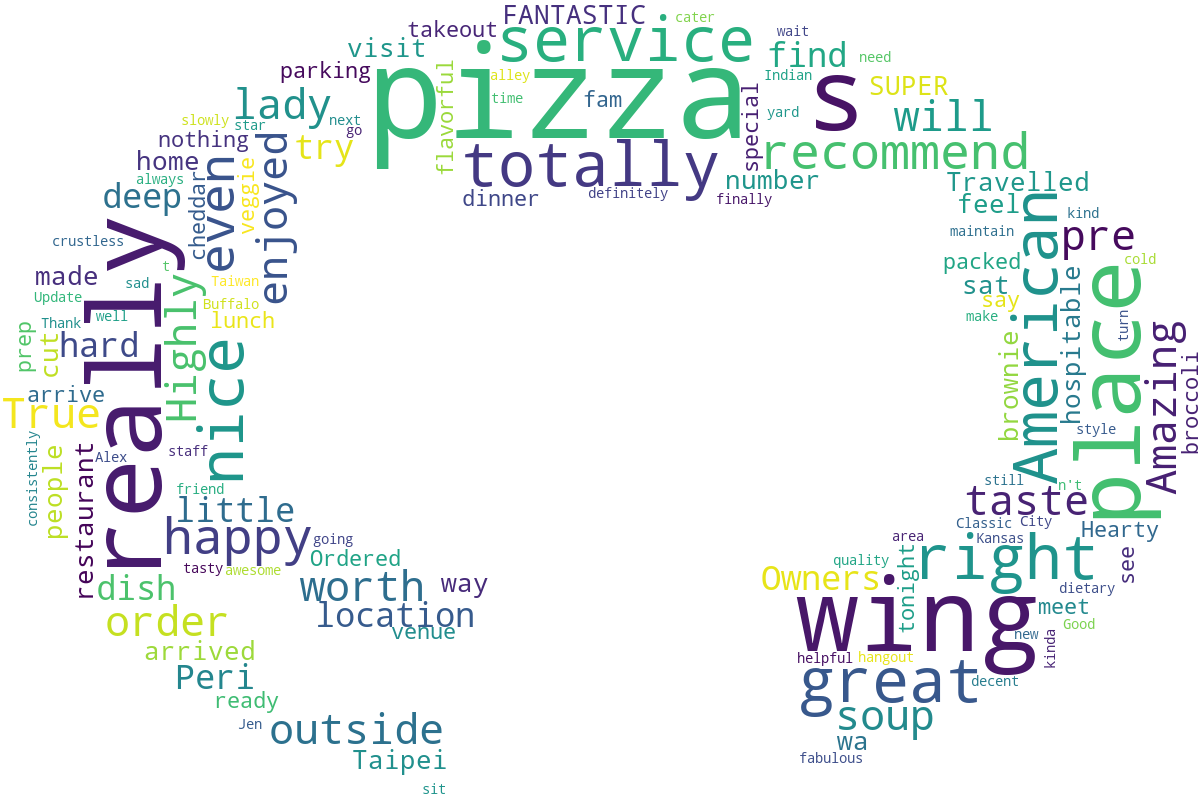 FANTASTIC
cater
takeout
service
wait
visit
find
need
parking
pizza
s
alley
Indian
SUPER
flavorful
lady
time
fam
special
yard
will
slowly
star
next
go
nothing
enjoyed
try
totally
recommend
home
even
veggie
number
Travelled
always
deep
cheddar
dinner
definitely
finally
feel
kind
crustless
really
American
maintain
pre
t
made
sad
Taiwan
packed
cold
place
Update
Highly
Buffalo
sat
say
hospitable
Thank
well
lunch
make
turn
prep
cut
hard
nice
brownie
Amazing
broccoli
arrive
True
style
consistently
people
restaurant
Alex
staff
still
n't
friend
taste
little
Classic
City
Hearty
happy
going
area
Kansas
Ordered
quality
tonight
right
see
tasty
awesome
dish
worth
way
Owners
wing
dietary
order
location
venue
meet
Good
new
kinda
arrived
helpful
hangout
Peri
great
decent
ready
soup
Jen
outside
wa
Taipei
fabulous
sit